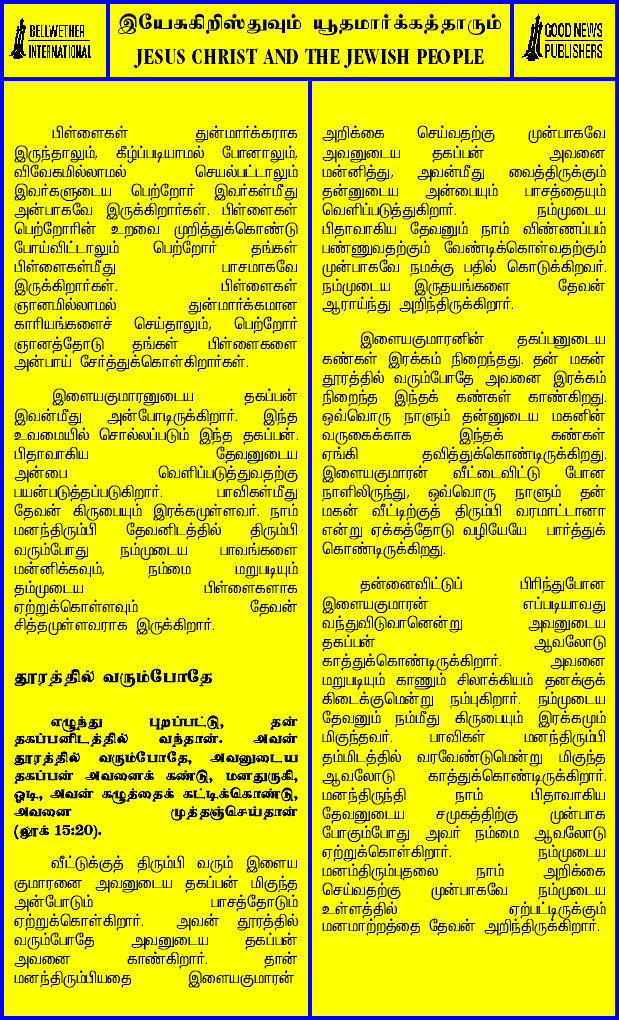 BELLWETHER
INTERNATIONAL
இயேசுகிறிஸ்துவும் யூதமார்க்கத்தாரும்
JESUS CHRIST AND THE JEWISH PEOPLE
GOOD NEWS
PUBLISHERS
பிள்ளைகள் துன்மார்க்கராக
இருந்தாலும், கீழ்ப்படியாமல் போனாலும்,
விவேகமில்லாமல் செயல்பட்டாலும்
இவர்களுடைய பெற்றோர் இவர்கள்மீது
அன்பாகவே இருக்கிறார்கள். பிள்ளைகள்
பெற்றோரின் உறவை முறித்துக்கொண்டு
போய்விட்டாலும் பெற்றோர் தங்கள்
பிள்ளைகள்மீது பாசமாகவே
இருக்கிறார்கள். பிள்ளைகள்
ஞானமில்லாமல் துன்மார்க்கமான
காரியங்களைச் செய்தாலும், பெற்றோர்
ஞானத்தோடு தங்கள் பிள்ளைகளை
அன்பாய் சேர்த்துக்கொள்கிறார்கள்.
இளையகுமாரனுடைய தகப்பன்
இவன்மீது அன்போடிருக்கிறார். இந்த
உவமையில் சொல்லப்படும் இந்த தகப்பன்.
பிதாவாகிய தேவனுடைய
அன்பை வெளிப்படுத்துவதற்கு
பயன்படுத்தப்படுகிறார். பாவிகள்மீது
தேவன் கிருபையும் இரக்கமுள்ளவர். நாம்
மனந்திரும்பி தேவனிடத்தில் திரும்பி
வரும்போது நம்முடைய பாவங்களை
மன்னிக்கவும், நம்மை மறுபடியும்
தம்முடைய பிள்ளைகளாக
ஏற்றுக்கொள்ளவும் தேவன்
சித்தமுள்ளவராக இருக்கிறார்.
தூரத்தில் வரும்போதே
எழுந்து புறப்பட்டு, தன்
தகப்பனிடத்தில் வந்தான். அவன்
தூரத்தில் வரும்போதே, அவனுடைய
தகப்பன் அவனைக் கண்டு, மனதுருகி,
ஓடி, அவன் கழுத்தைக் கட்டிக்கொண்டு,
அவனை முத்தஞ்செய்தான்
(லூக் 15:20).
வீட்டுக்குத் திரும்பி வரும் இளைய
குமாரனை அவனுடைய தகப்பன் மிகுந்த
அன்போடும் பாசத்தோடும்
ஏற்றுக்கொள்கிறார். அவன் தூரத்தில்
வரும்போதே அவனுடைய தகப்பன்
அவனை காண்கிறார். தான்
மனந்திரும்பியதை இளையகுமாரன்
அறிக்கை செய்வதற்கு முன்பாகவே
அவனுடைய தகப்பன் அவனை
மன்னித்து, அவன்மீது வைத்திருக்கும்
தன்னுடைய அன்பையும் பாசத்தையும்
வெளிப்படுத்துகிறார். நம்முடைய
பிதாவாகிய தேவனும் நாம் விண்ணப்பம்
பண்ணுவதற்கும் வேண்டிக்கொள்வதற்கும்
முன்பாகவே நமக்கு பதில் கொடுக்கிறவர்.
நம்முடைய இருதயங்களை தேவன்
ஆராய்ந்து அறிந்திருக்கிறார்.
இளையகுமாரனின் தகப்பனுடைய
கண்கள் இரக்கம் நிறைந்தது. தன் மகன்
தூரத்தில் வரும்போதே அவனை இரக்கம்
நிறைந்த இந்தக் கண்கள் காண்கிறது.
ஒவ்வொரு நாளும் தன்னுடைய மகனின்
வருகைக்காக இந்தக் கண்கள்
ஏங்கி தவித்துக்கொண்டிருக்கிறது.
இளையகுமாரன் வீட்டைவிட்டு போன
நாளிலிருந்து, ஒவ்வொரு நாளும் தன்
மகன் வீட்டிற்குத் திரும்பி வரமாட்டானா
என்று ஏக்கத்தோடு வழியேயே பார்த்துக்
கொண்டிருக்கிறது.
தன்னைவிட்டுப் பிரிந்துபோன
இளையகுமாரன் எப்படியாவது
வந்துவிடுவானென்று அவனுடைய
தகப்பன் ஆவலோடு
காத்துக்கொண்டிருக்கிறார். அவனை
மறுபடியும் காணும் சிலாக்கியம் தனக்குக்
கிடைக்குமென்று நம்புகிறார். நம்முடைய
தேவனும் நம்மீது கிருபையும் இரக்கமும்
மிகுந்தவர். பாவிகள் மனந்திரும்பி
தம்மிடத்தில் வரவேண்டுமென்று மிகுந்த
ஆவலோடு காத்துக்கொண்டிருக்கிறார்.
மனந்திருந்தி நாம் பிதாவாகிய
தேவனுடைய சமுகத்திற்கு முன்பாக
போகும்போது அவர் நம்மை ஆவலோடு
ஏற்றுக்கொள்கிறார். நம்முடைய
மனம்திரும்புதலை நாம் அறிக்கை
செய்வதற்கு முன்பாகவே நம்முடைய
உள்ளத்தில் ஏற்பட்டிருக்கும்
மனமாற்றத்தை தேவன் அறிந்திருக்கிறார்.